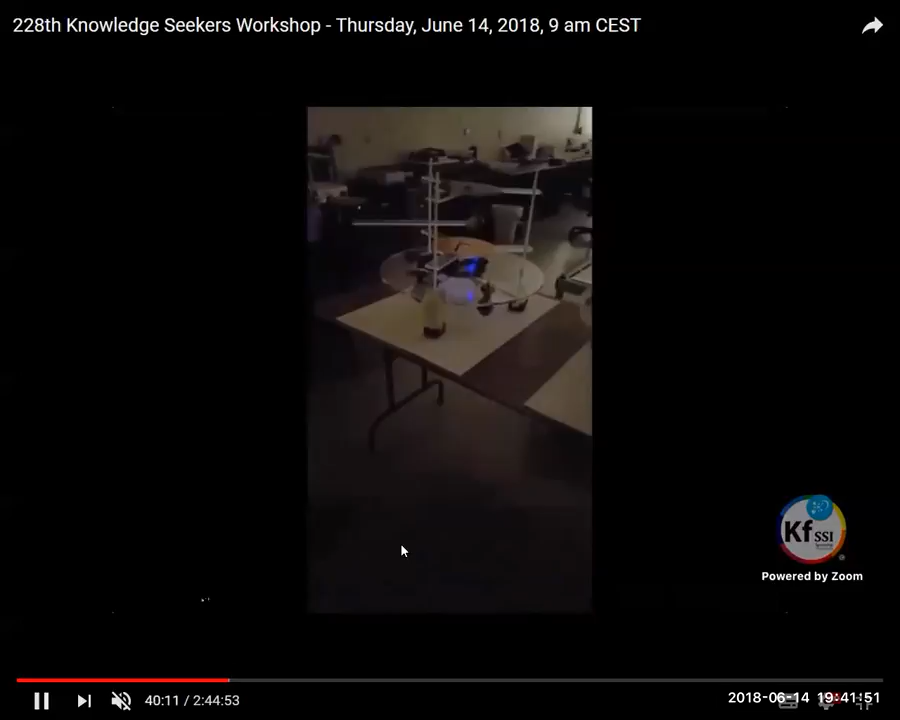 228th Knowledge Seekers Workshop - Thursday, June 14, 2018, 9 am CEST
Kf SSI
Powered by Zoom
40:11 / 2:44:53
2018-06-14 19:41:51